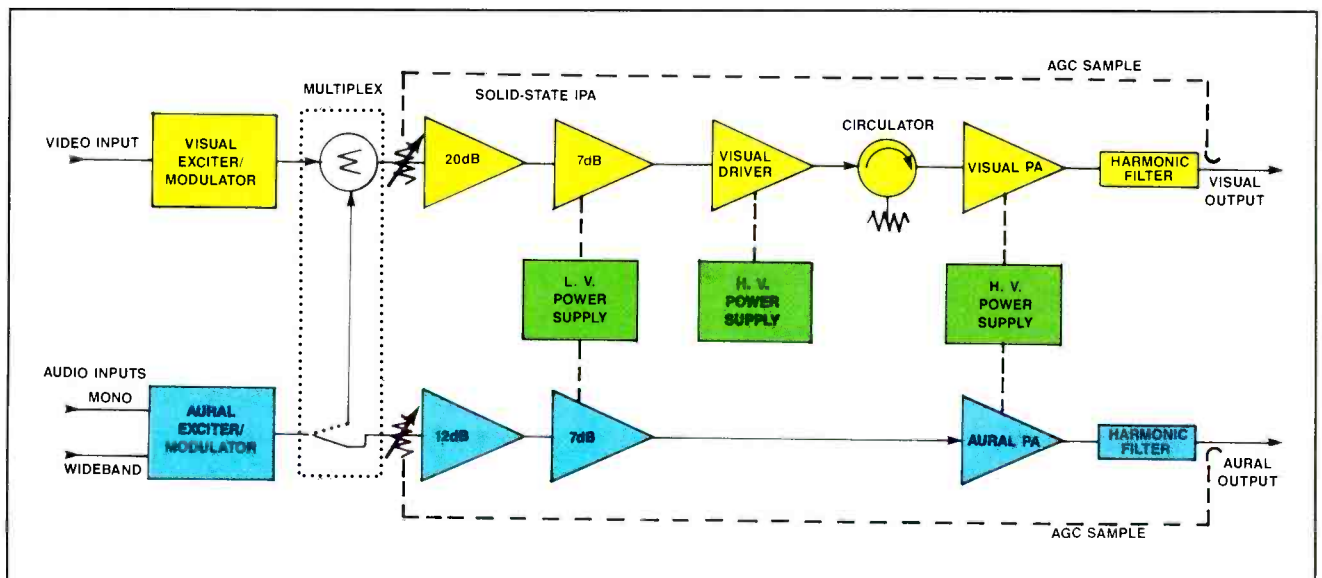 AGC SAMPLE
MULTIPLEX
SOLID-STATE IPA
CIRCULATOR
VIDEO INPUT
VISUAL
EXCITER/
MODULATOR
Σ
20dB
7dB
VISUAL
DRIVER
VISUAL PA
HARMONIC
FILTER
VISUAL
OUTPUT
L. V.
POWER
SUPPLY
H. V.
POWER
SUPPLY
H. V.
POWER
SUPPLY
AUDIO INPUTS
MONO
WIDEBAND
AURAL
EXCITER/
MODULATOR
12dB
7dB
AURAL PA
HARMONIC
FILTER
AURAL
OUTPUT
AGC SAMPLE